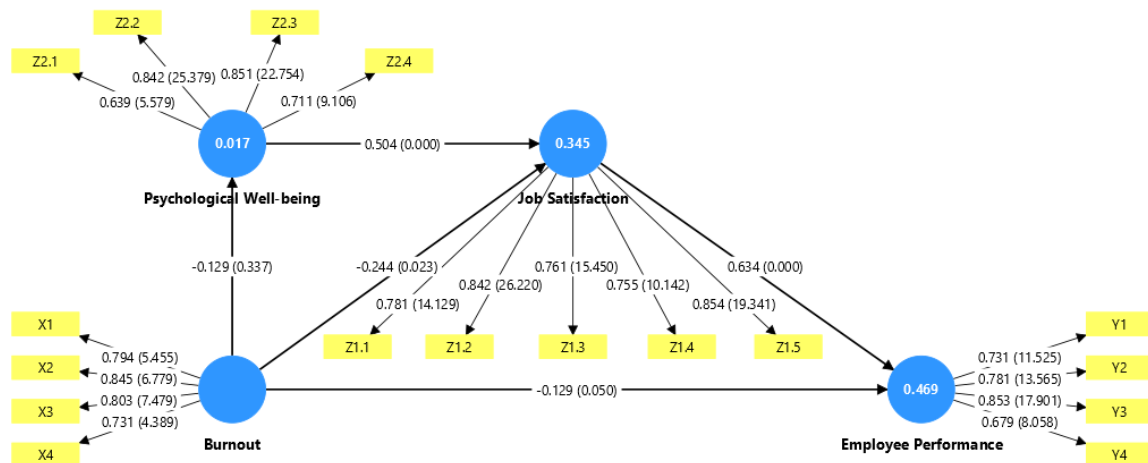 Z2.2
Z2.3
Z2.1
Z2.4
0.842 (25.379)
0.851 (22.754)
0.639 (5.579)
0.711 (9.106)
0.017
0.504 (0.000)
0.345
Psychological Well-being
Job Satisfaction
-0.129 (0.337)
-0.244 (0.023)
0.781 (14.129)
0.842 (26.220)
0.761 (15.450)
0.755 (10.142)
0.854 (19.341)
0.634 (0.000)
Z1.1
Z1.2
Z1.3
Z1.4
Z1.5
X1
X2
X3
X4
0.794 (5.455)
0.845 (6.779)
0.803 (7.479)
0.731 (4.389)
Burnout
-0.129 (0.050)
0.469
Employee Performance
0.731 (11.525)
0.781 (13.565)
0.853 (17.901)
0.679 (8.058)
Y1
Y2
Y3
Y4